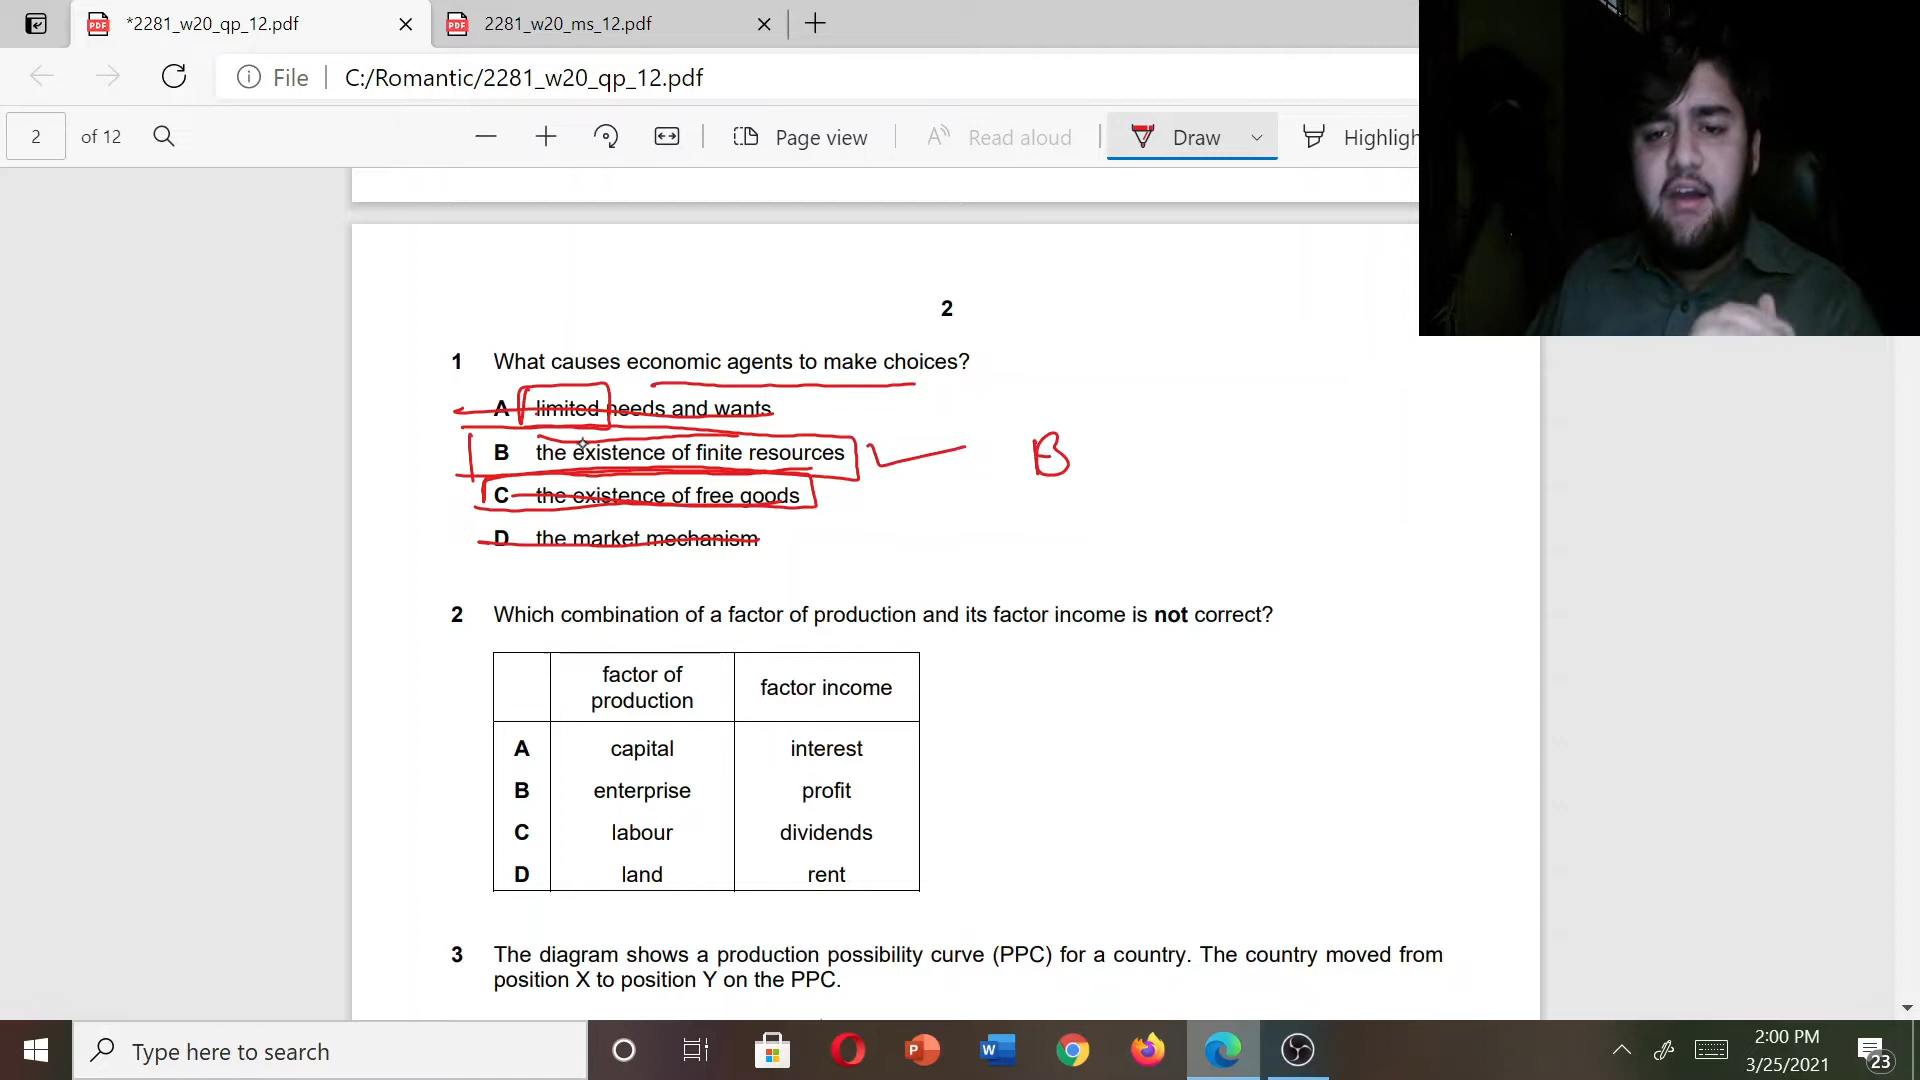 *2281_w20_qp_12.pdf
2281_w20_ms_12.pdf
File
C:/Romantic/2281_w20_qp_12.pdf
2
of 12
Page view
Read aloud
Draw
Highligh
2
1 What causes economic agents to make choices?
A limited needs and wants
B the existence of finite resources
B
C the existence of free goods
D the market mechanism
2 Which combination of a factor of production and its factor income is not correct?
factor of production
factor income
A capital interest
B enterprise profit
C labour dividends
D land rent
3 The diagram shows a production possibility curve (PPC) for a country. The country moved from
position X to position Y on the PPC.
Type here to search
2:00 PM
3/25/2021
23